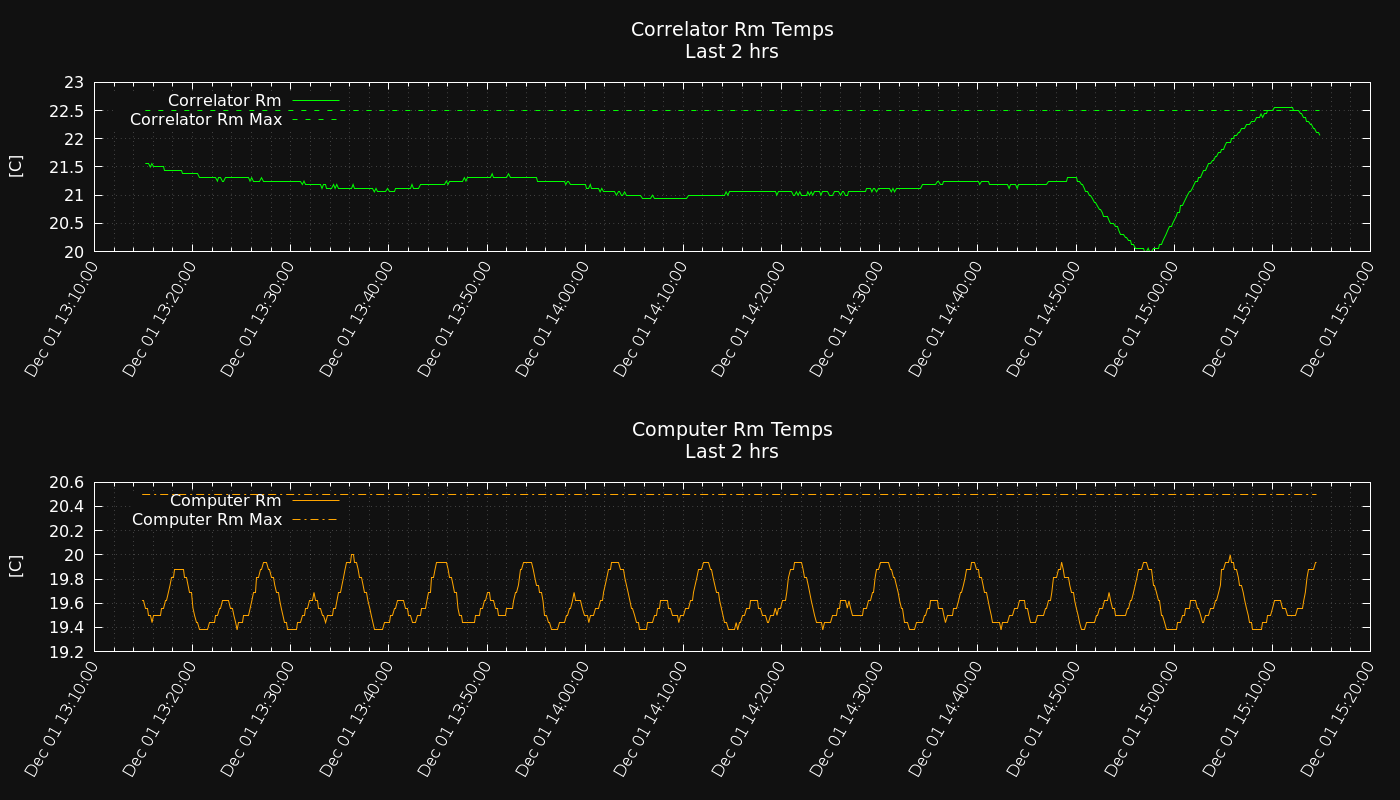 Correlator Rm Temps
Last 2 hrs
[C]
23
22.5
22
21.5
21
20.5
20
Correlator Rm
Correlator Rm Max
Dec 01 13:10:00
Dec 01 13:20:00
Dec 01 13:30:00
Dec 01 13:40:00
Dec 01 13:50:00
Dec 01 14:00:00
Dec 01 14:10:00
Dec 01 14:20:00
Dec 01 14:30:00
Dec 01 14:40:00
Dec 01 14:50:00
Dec 01 15:00:00
Dec 01 15:10:00
Dec 01 15:20:00
Computer Rm Temps
Last 2 hrs
[C]
20.6
20.4
20.2
20
19.8
19.6
19.4
19.2
Computer Rm
Computer Rm Max
Dec 01 13:10:00
Dec 01 13:20:00
Dec 01 13:30:00
Dec 01 13:40:00
Dec 01 13:50:00
Dec 01 14:00:00
Dec 01 14:10:00
Dec 01 14:20:00
Dec 01 14:30:00
Dec 01 14:40:00
Dec 01 14:50:00
Dec 01 15:00:00
Dec 01 15:10:00
Dec 01 15:20:00